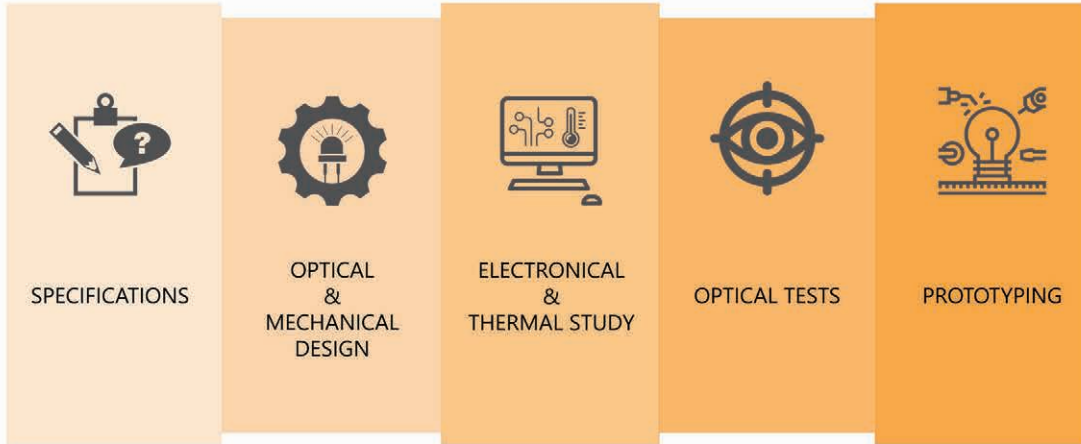 SPECIFICATIONS
OPTICAL
&
MECHANICAL
DESIGN
ELECTRONICAL
&
THERMAL STUDY
OPTICAL TESTS
PROTOTYPING
?